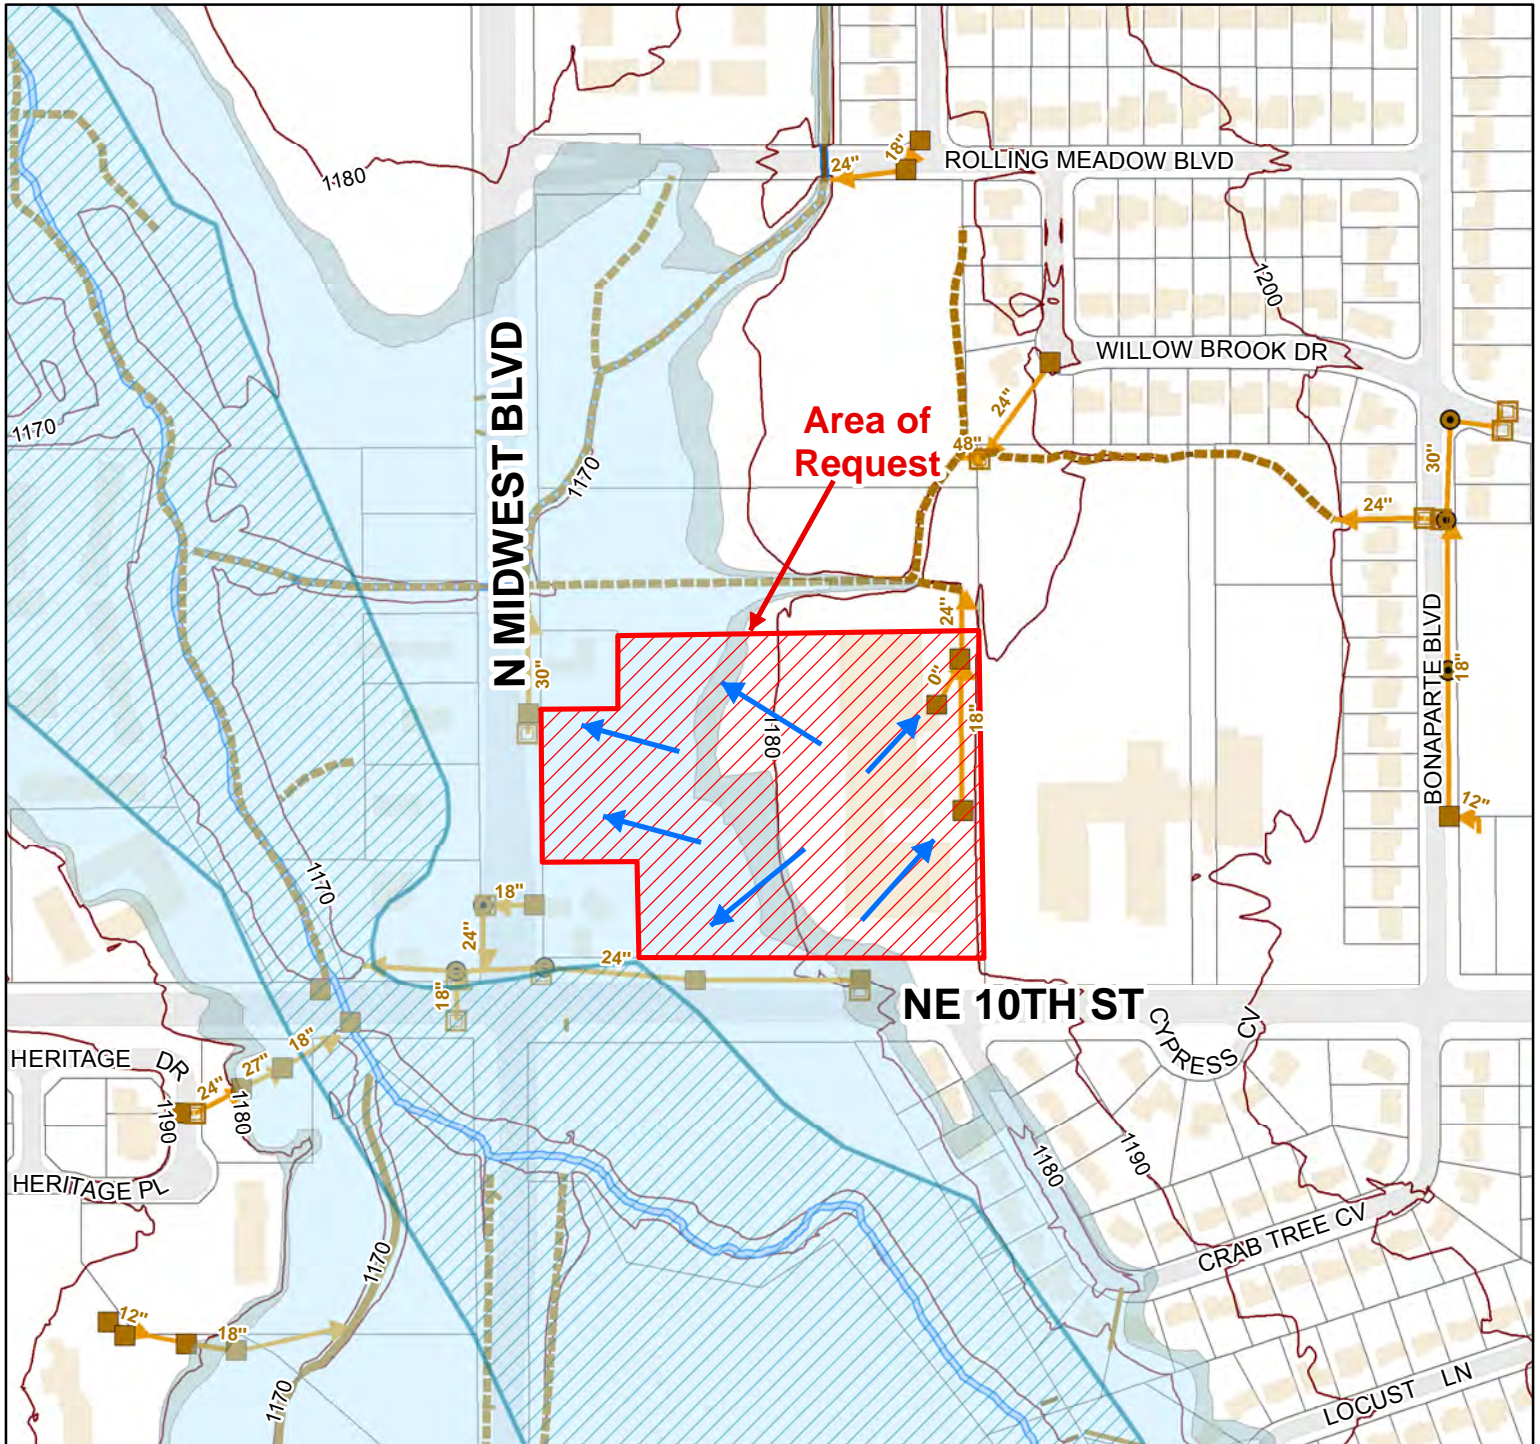 24"
18"
ROLLING MEADOW BLVD
1180
1200
WILLOW BROOK DR
N MIDWEST BLVD
24"
Area of
Request
1170
48"
1170
30"
24"
24"
BONAPARTE BLVD
30"
0"
18"
18"
1180
12"
1170
18"
24"
24"
18"
NE 10TH ST
CYPRESS CV
HERITAGE DR
18"
27"
24"
1180
1190
1180
1190
HERITAGE PL
CRAB TREE CV
1170
12"
18"
1170
LOCUST LN